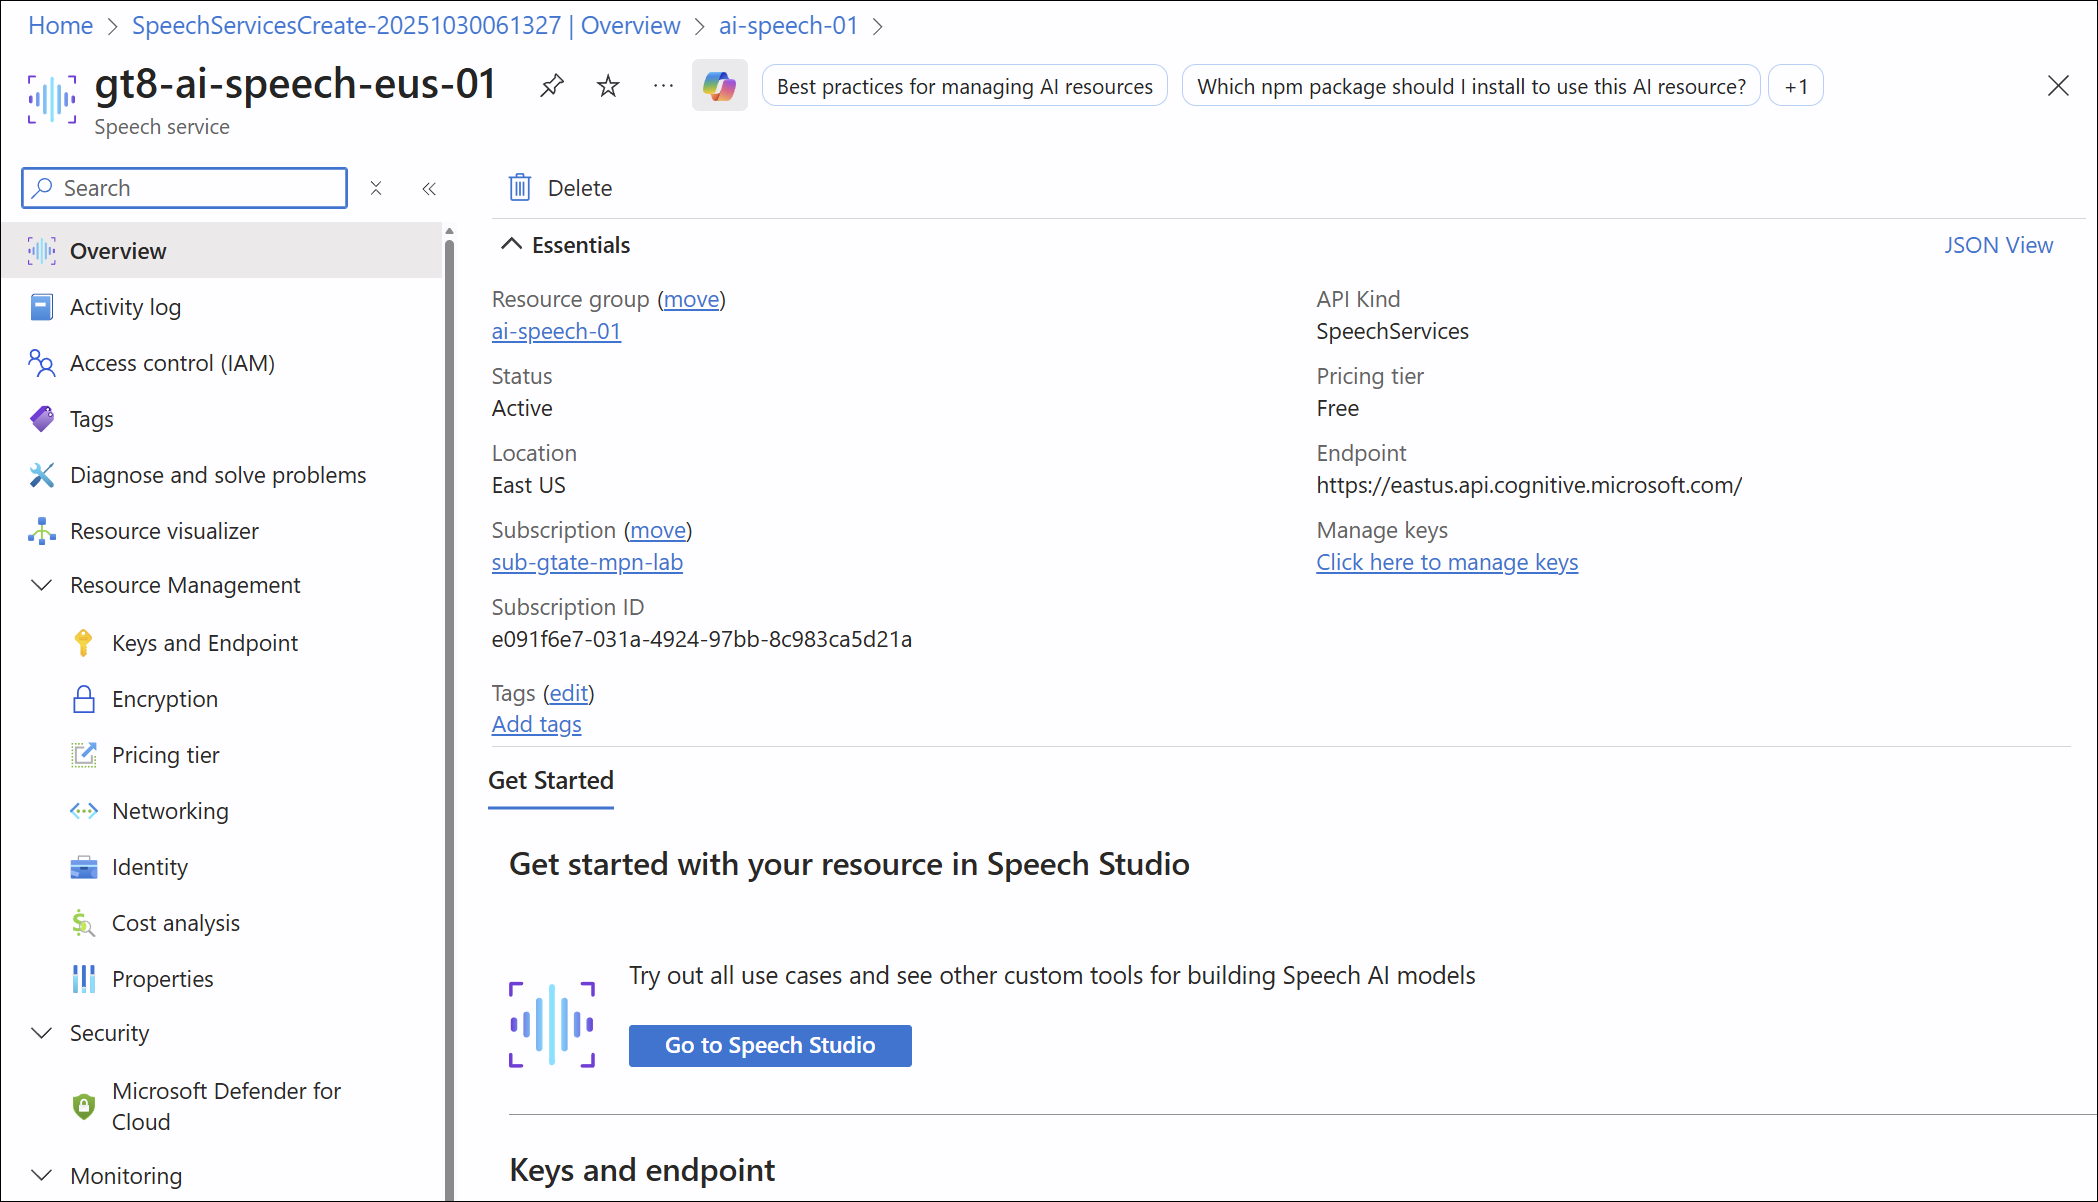 Home > SpeechServicesCreate-20251030061327 | Overview > ai-speech-01 >
gt8-ai-speech-eus-01
Speech service
Best practices for managing AI resources
Which npm package should I install to use this AI resource?
+1
Search
Overview
Activity log
Access control (IAM)
Tags
Diagnose and solve problems
Resource visualizer
Resource Management
Keys and Endpoint
Encryption
Pricing tier
Networking
Identity
Cost analysis
Properties
Security
Microsoft Defender for
Cloud
Monitoring
Delete
Essentials
JSON View
Resource group (move)
ai-speech-01
Status
Active
Location
East US
Subscription (move)
sub-gtate-mpn-lab
Subscription ID
e091f6e7-031a-4924-97bb-8c983ca5d21a
Tags (edit)
Add tags
API Kind
SpeechServices
Pricing tier
Free
Endpoint
https://eastus.api.cognitive.microsoft.com/
Manage keys
Click here to manage keys
Get Started
Get started with your resource in Speech Studio
Try out all use cases and see other custom tools for building Speech AI models
Go to Speech Studio
Keys and endpoint